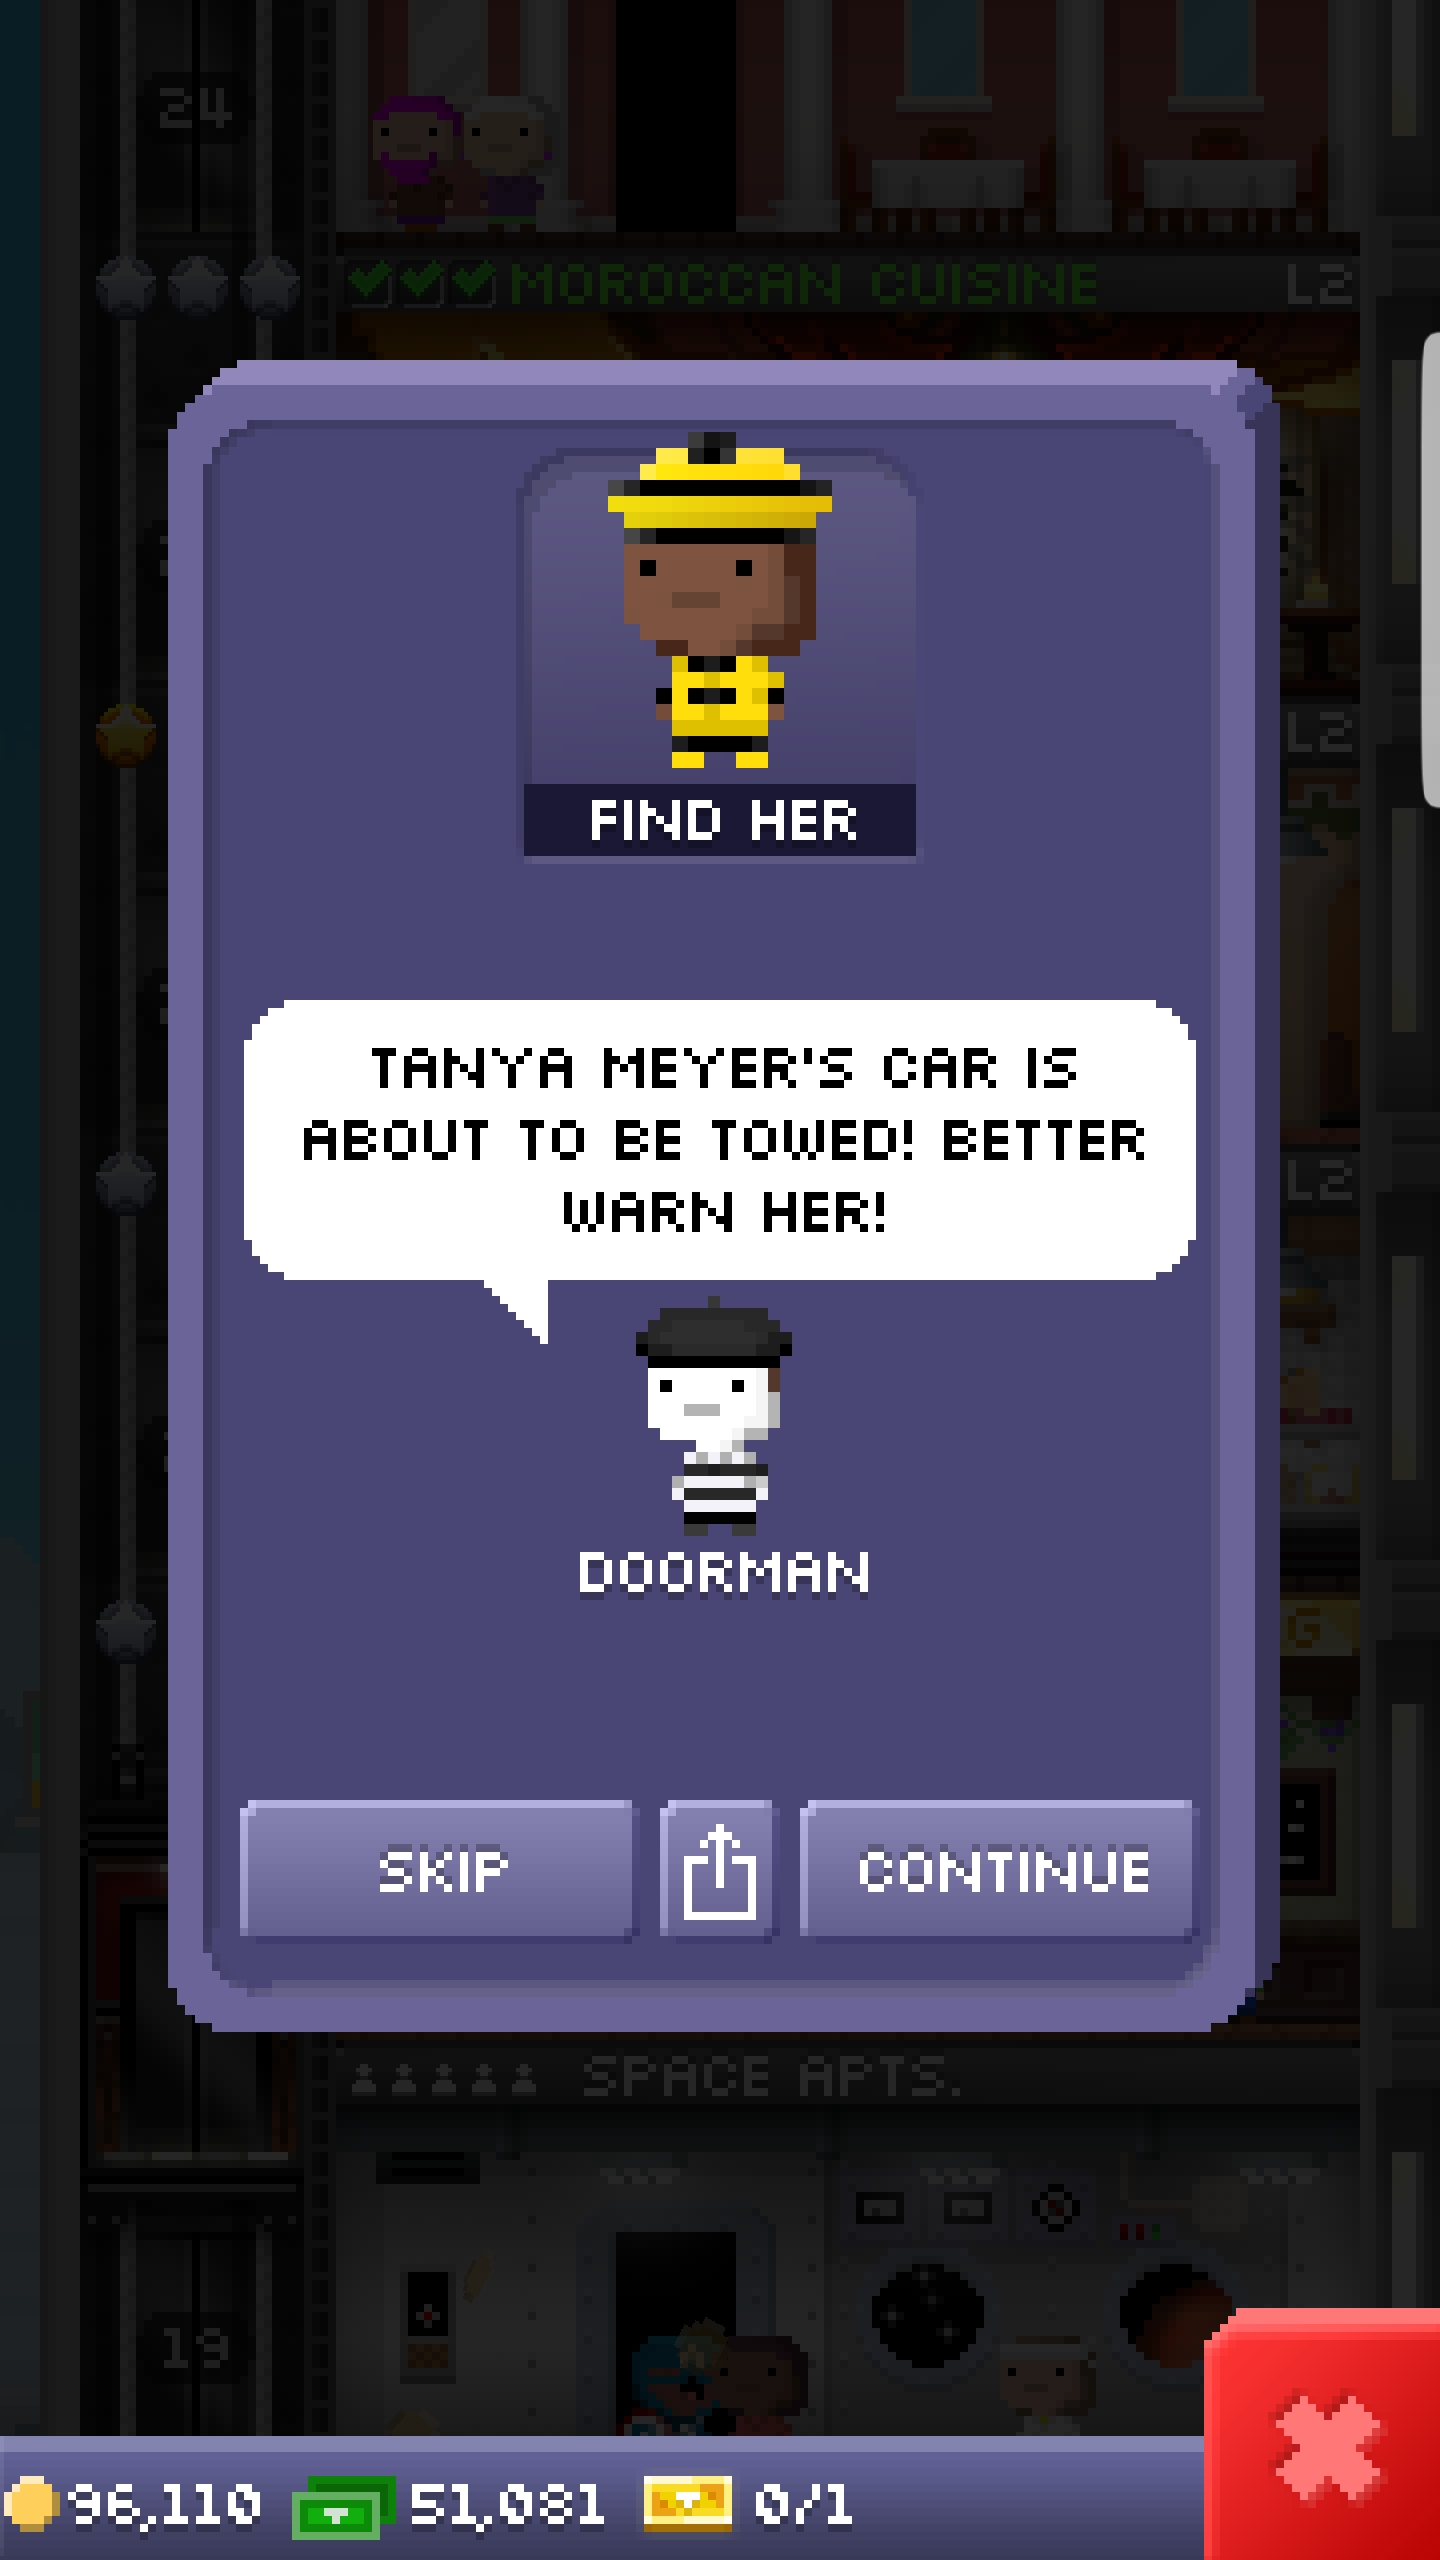 24
MOROCCAN CUISINE L2
FIND HER
L2
TANYA MEYER'S CAR IS
ABOUT TO BE TOWED! BETTER
WARN HER!
L2
DOORMAN
G
SKIP
CONTINUE
SPACE APTS.
19
96,110 51,081 0/1